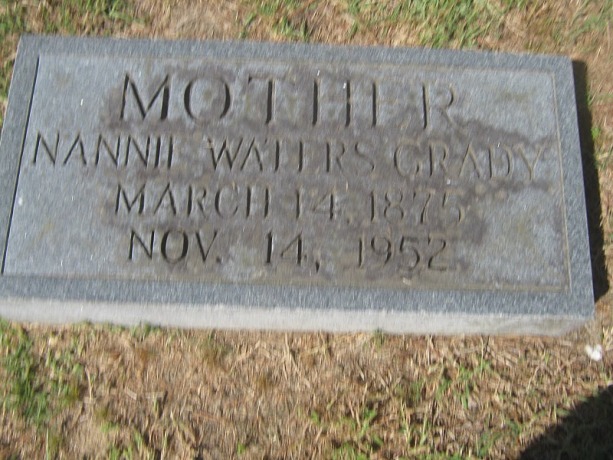 MOTHER
NANNIE WATERS GRADY
MARCH 14, 1875
NOV. 14, 1952